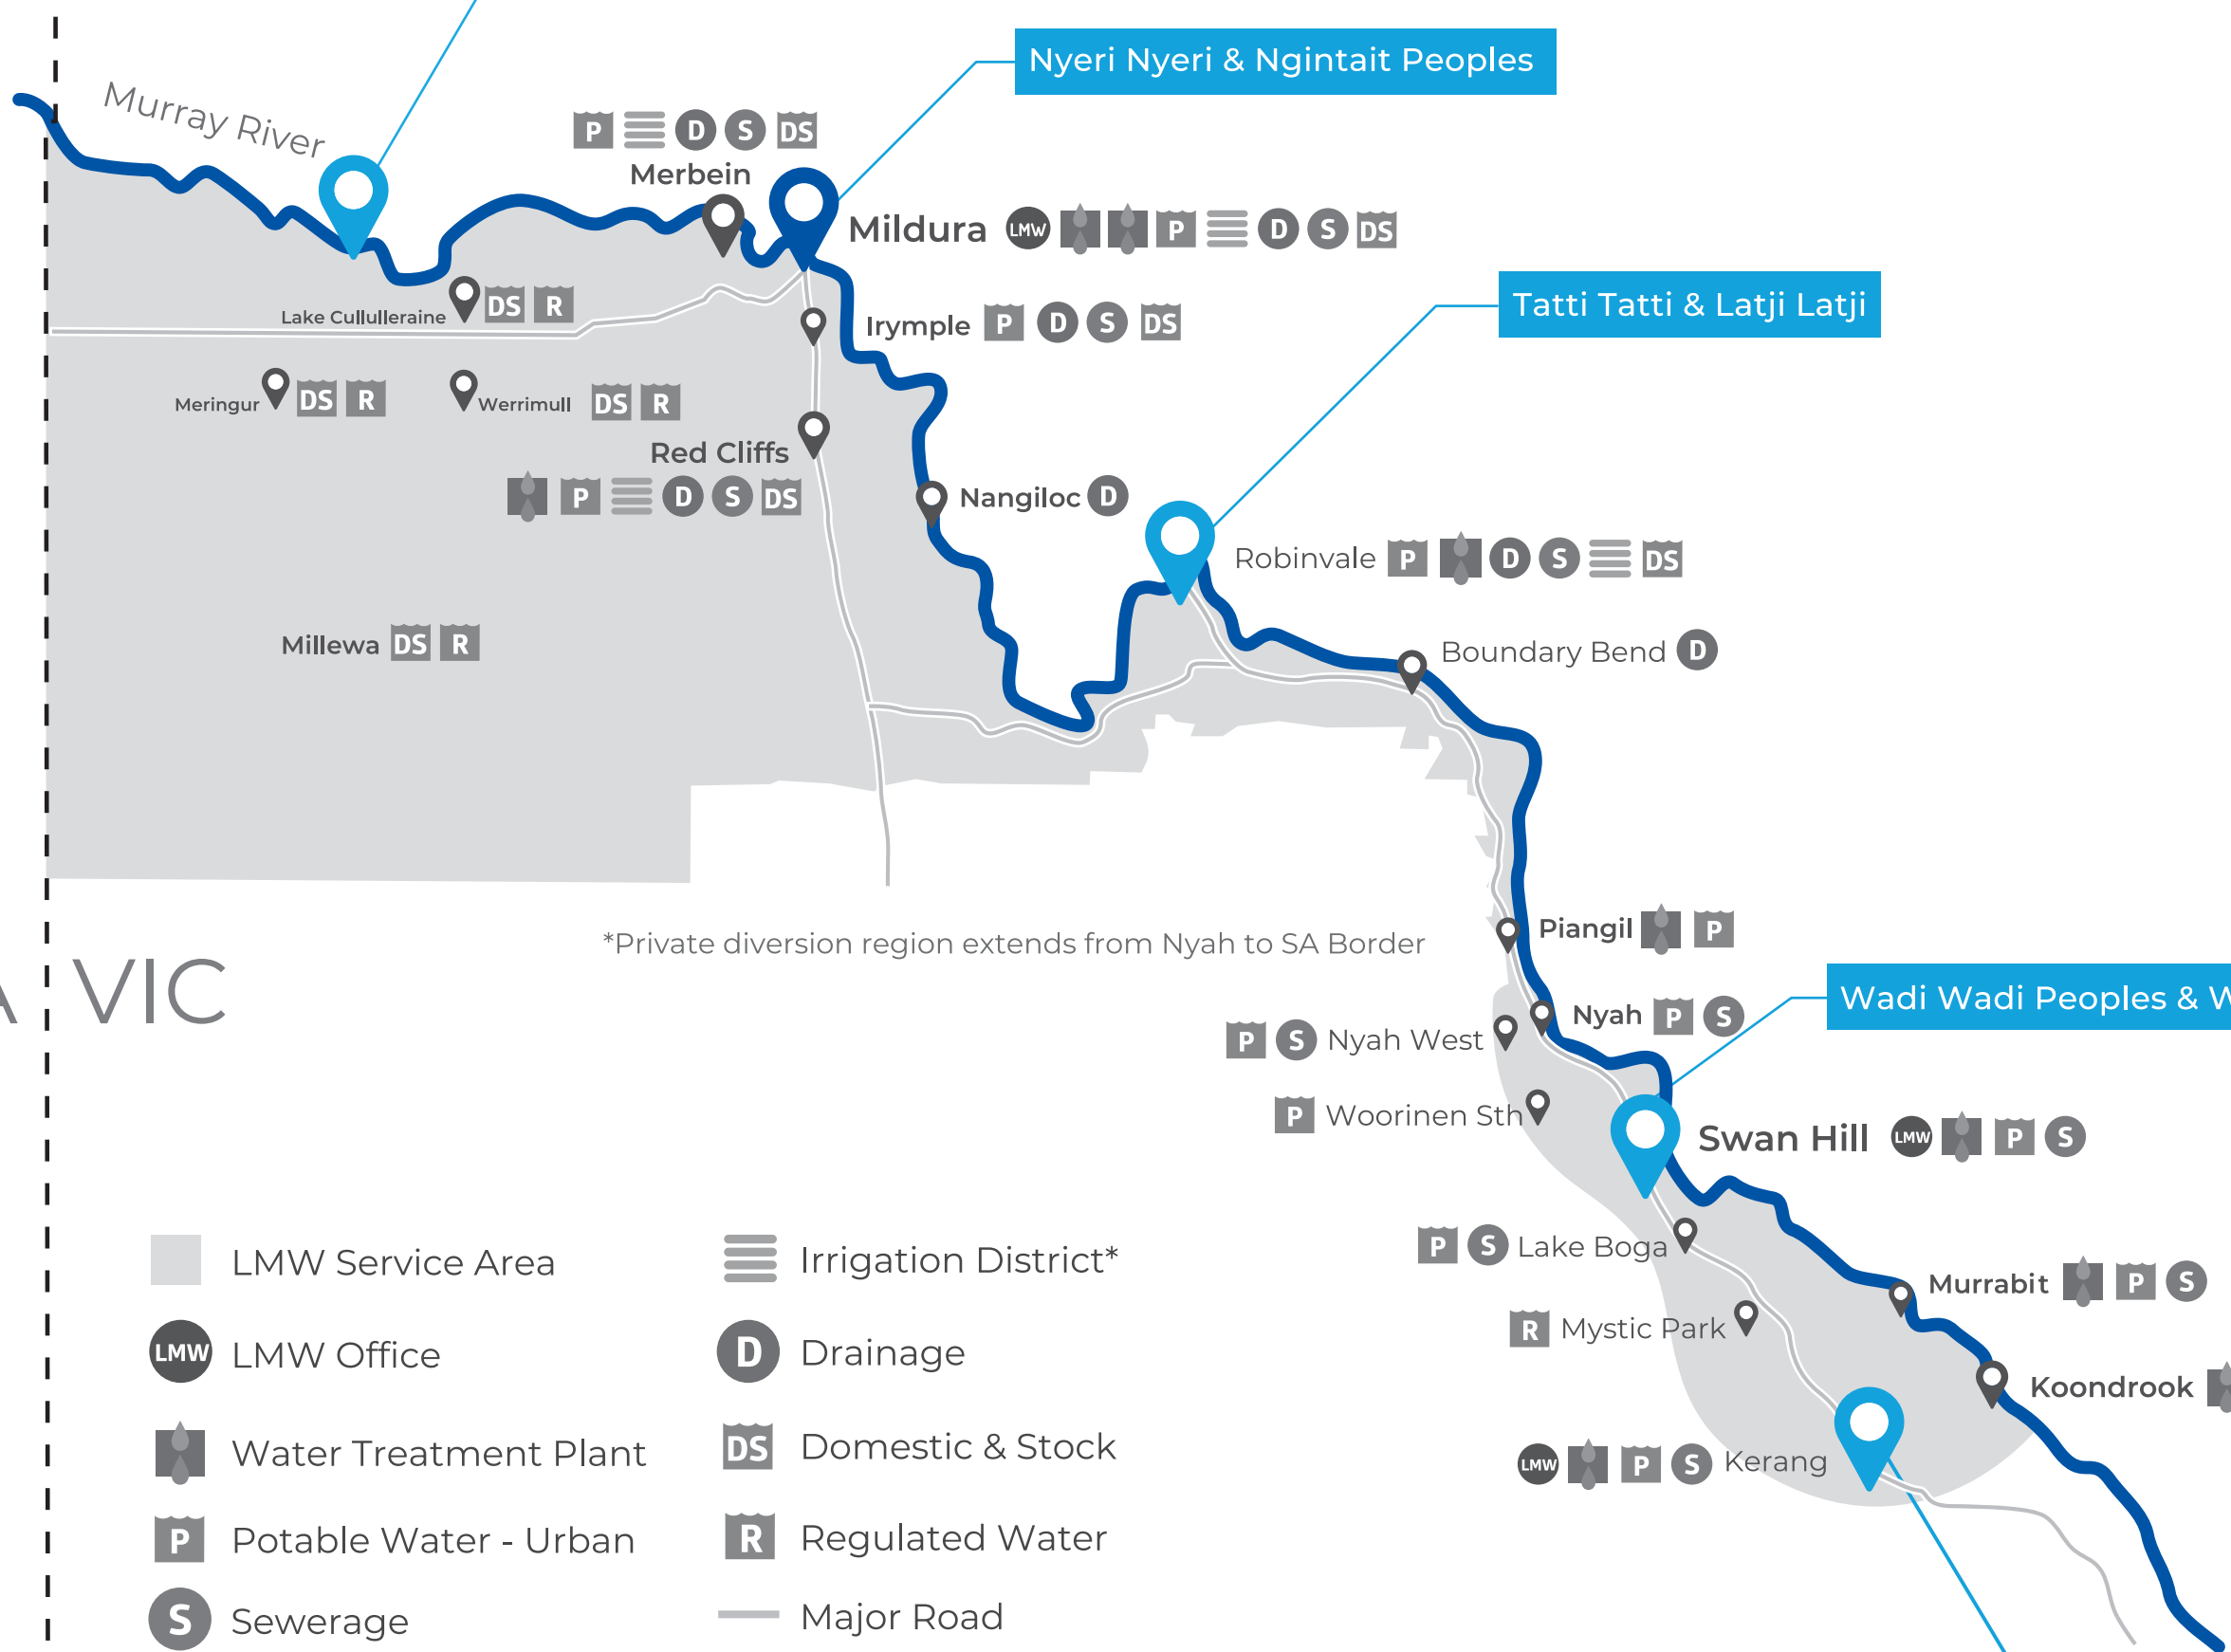 Nyeri Nyeri & Ngintait Peoples
Murray River
P D S DS
Merbein
Mildura LMW P D S DS
Tatti Tatti & Latji Latji
Lake Cullulleraine DS R
Irymple P D S DS
Meringur DS R
Werrimull DS R
Red Cliffs
P D S DS
Nangiloc D
Robinvale P D S DS
Millewa DS R
Boundary Bend D
Piangil P
*Private diversion region extends from Nyah to SA Border
VIC
Wadi Wadi Peoples &
Nyah P S
P S Nyah West
P Woorinen Sth
Swan Hill LMW P S
P S Lake Boga
Murrabit P S
R Mystic Park
Koondrook
LMW P S Kerang
LMW Service Area
LMW LMW Office
Water Treatment Plant
P Potable Water - Urban
S Sewerage
Irrigation District*
D Drainage
DS Domestic & Stock
R Regulated Water
Major Road